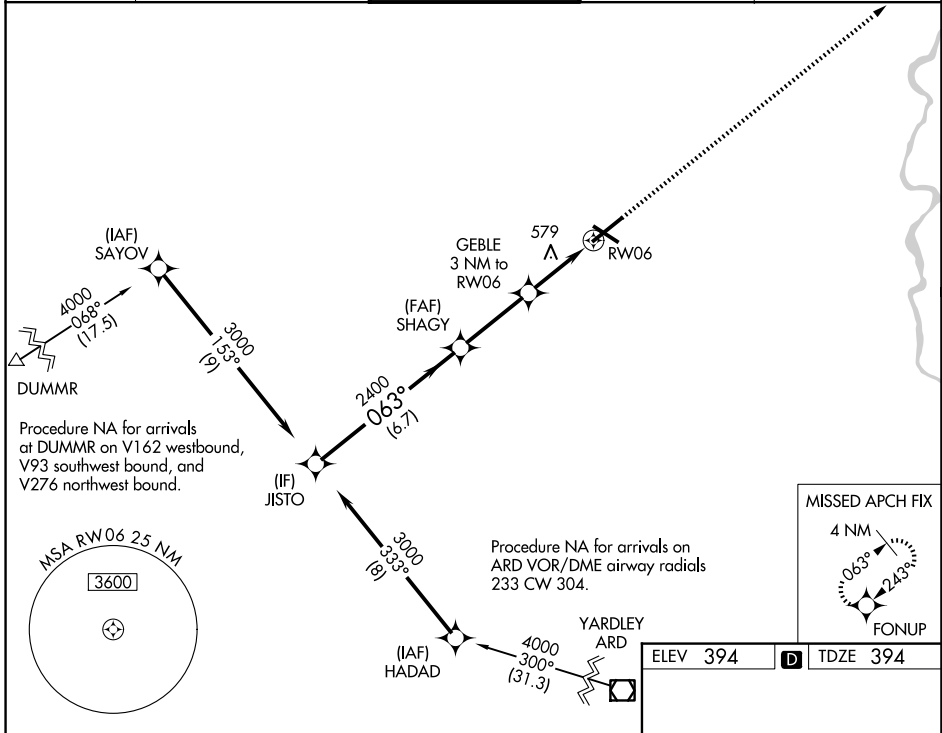 (IAF)
SAYOV
4000
068°
(17.5)
DUMMR
3000
153°
(9)
Procedure NA for arrivals
at DUMMR on V162 westbound,
V93 southwest bound, and
V276 northwest bound.
579
GEBLE
3 NM to
RW06
RW06
(FAF)
SHAGY
2400
063°
(6.7)
(IF)
JISTO
MSA RW06 25 NM
3600
3000
333°
(8)
Procedure NA for arrivals on
ARD VOR/DME airway radials
233 CW 304.
(IAF)
HADAD
4000
300°
(31.3)
YARDLEY
ARD
MISSED APCH FIX
4 NM
063°
243°
FONUP
ELEV 394 D TDZE 394